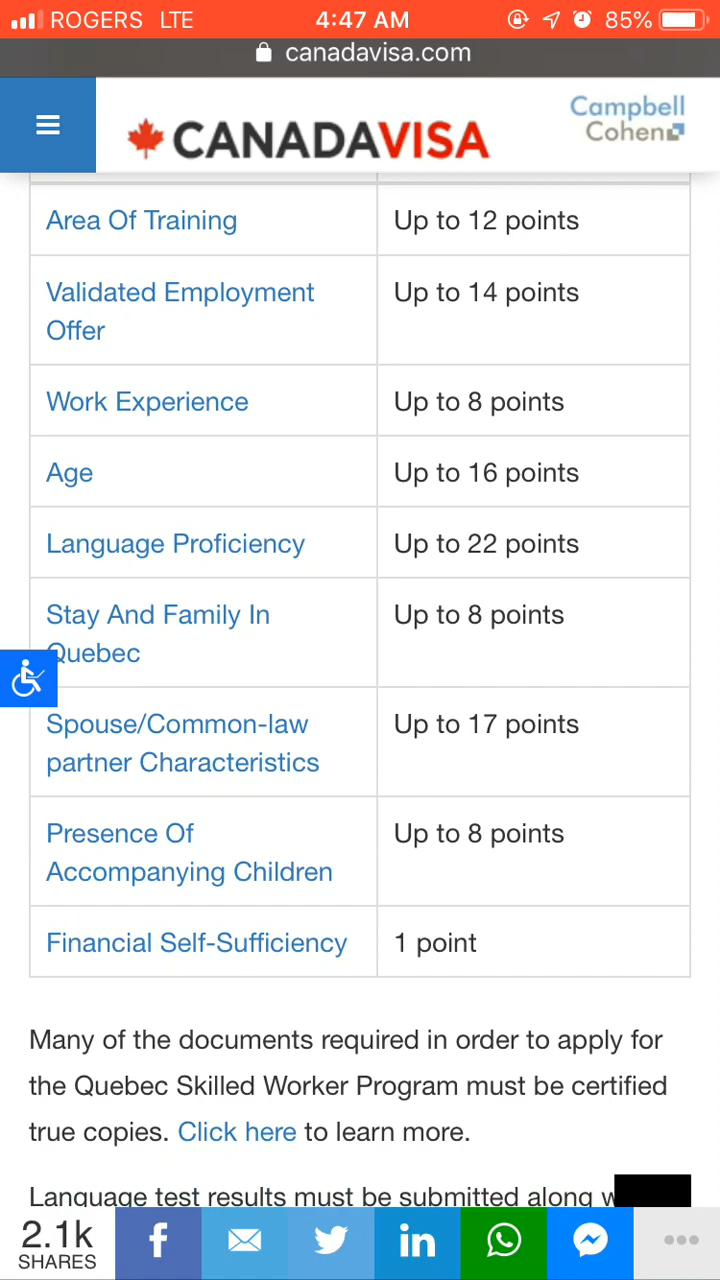 ROGERS LTE 4:47 AM 85%
canadavisa.com
CANADAVISA
Campbell
Cohen
Area Of Training Up to 12 points
Validated Employment Up to 14 points
Offer
Work Experience Up to 8 points
Age Up to 16 points
Language Proficiency Up to 22 points
Stay And Family In Up to 8 points
Quebec
Spouse/Common-law Up to 17 points
partner Characteristics
Presence Of Up to 8 points
Accompanying Children
Financial Self-Sufficiency 1 point
Many of the documents required in order to apply for
the Quebec Skilled Worker Program must be certified
true copies. Click here to learn more.
Language test results must be submitted along
2.1k
SHARES